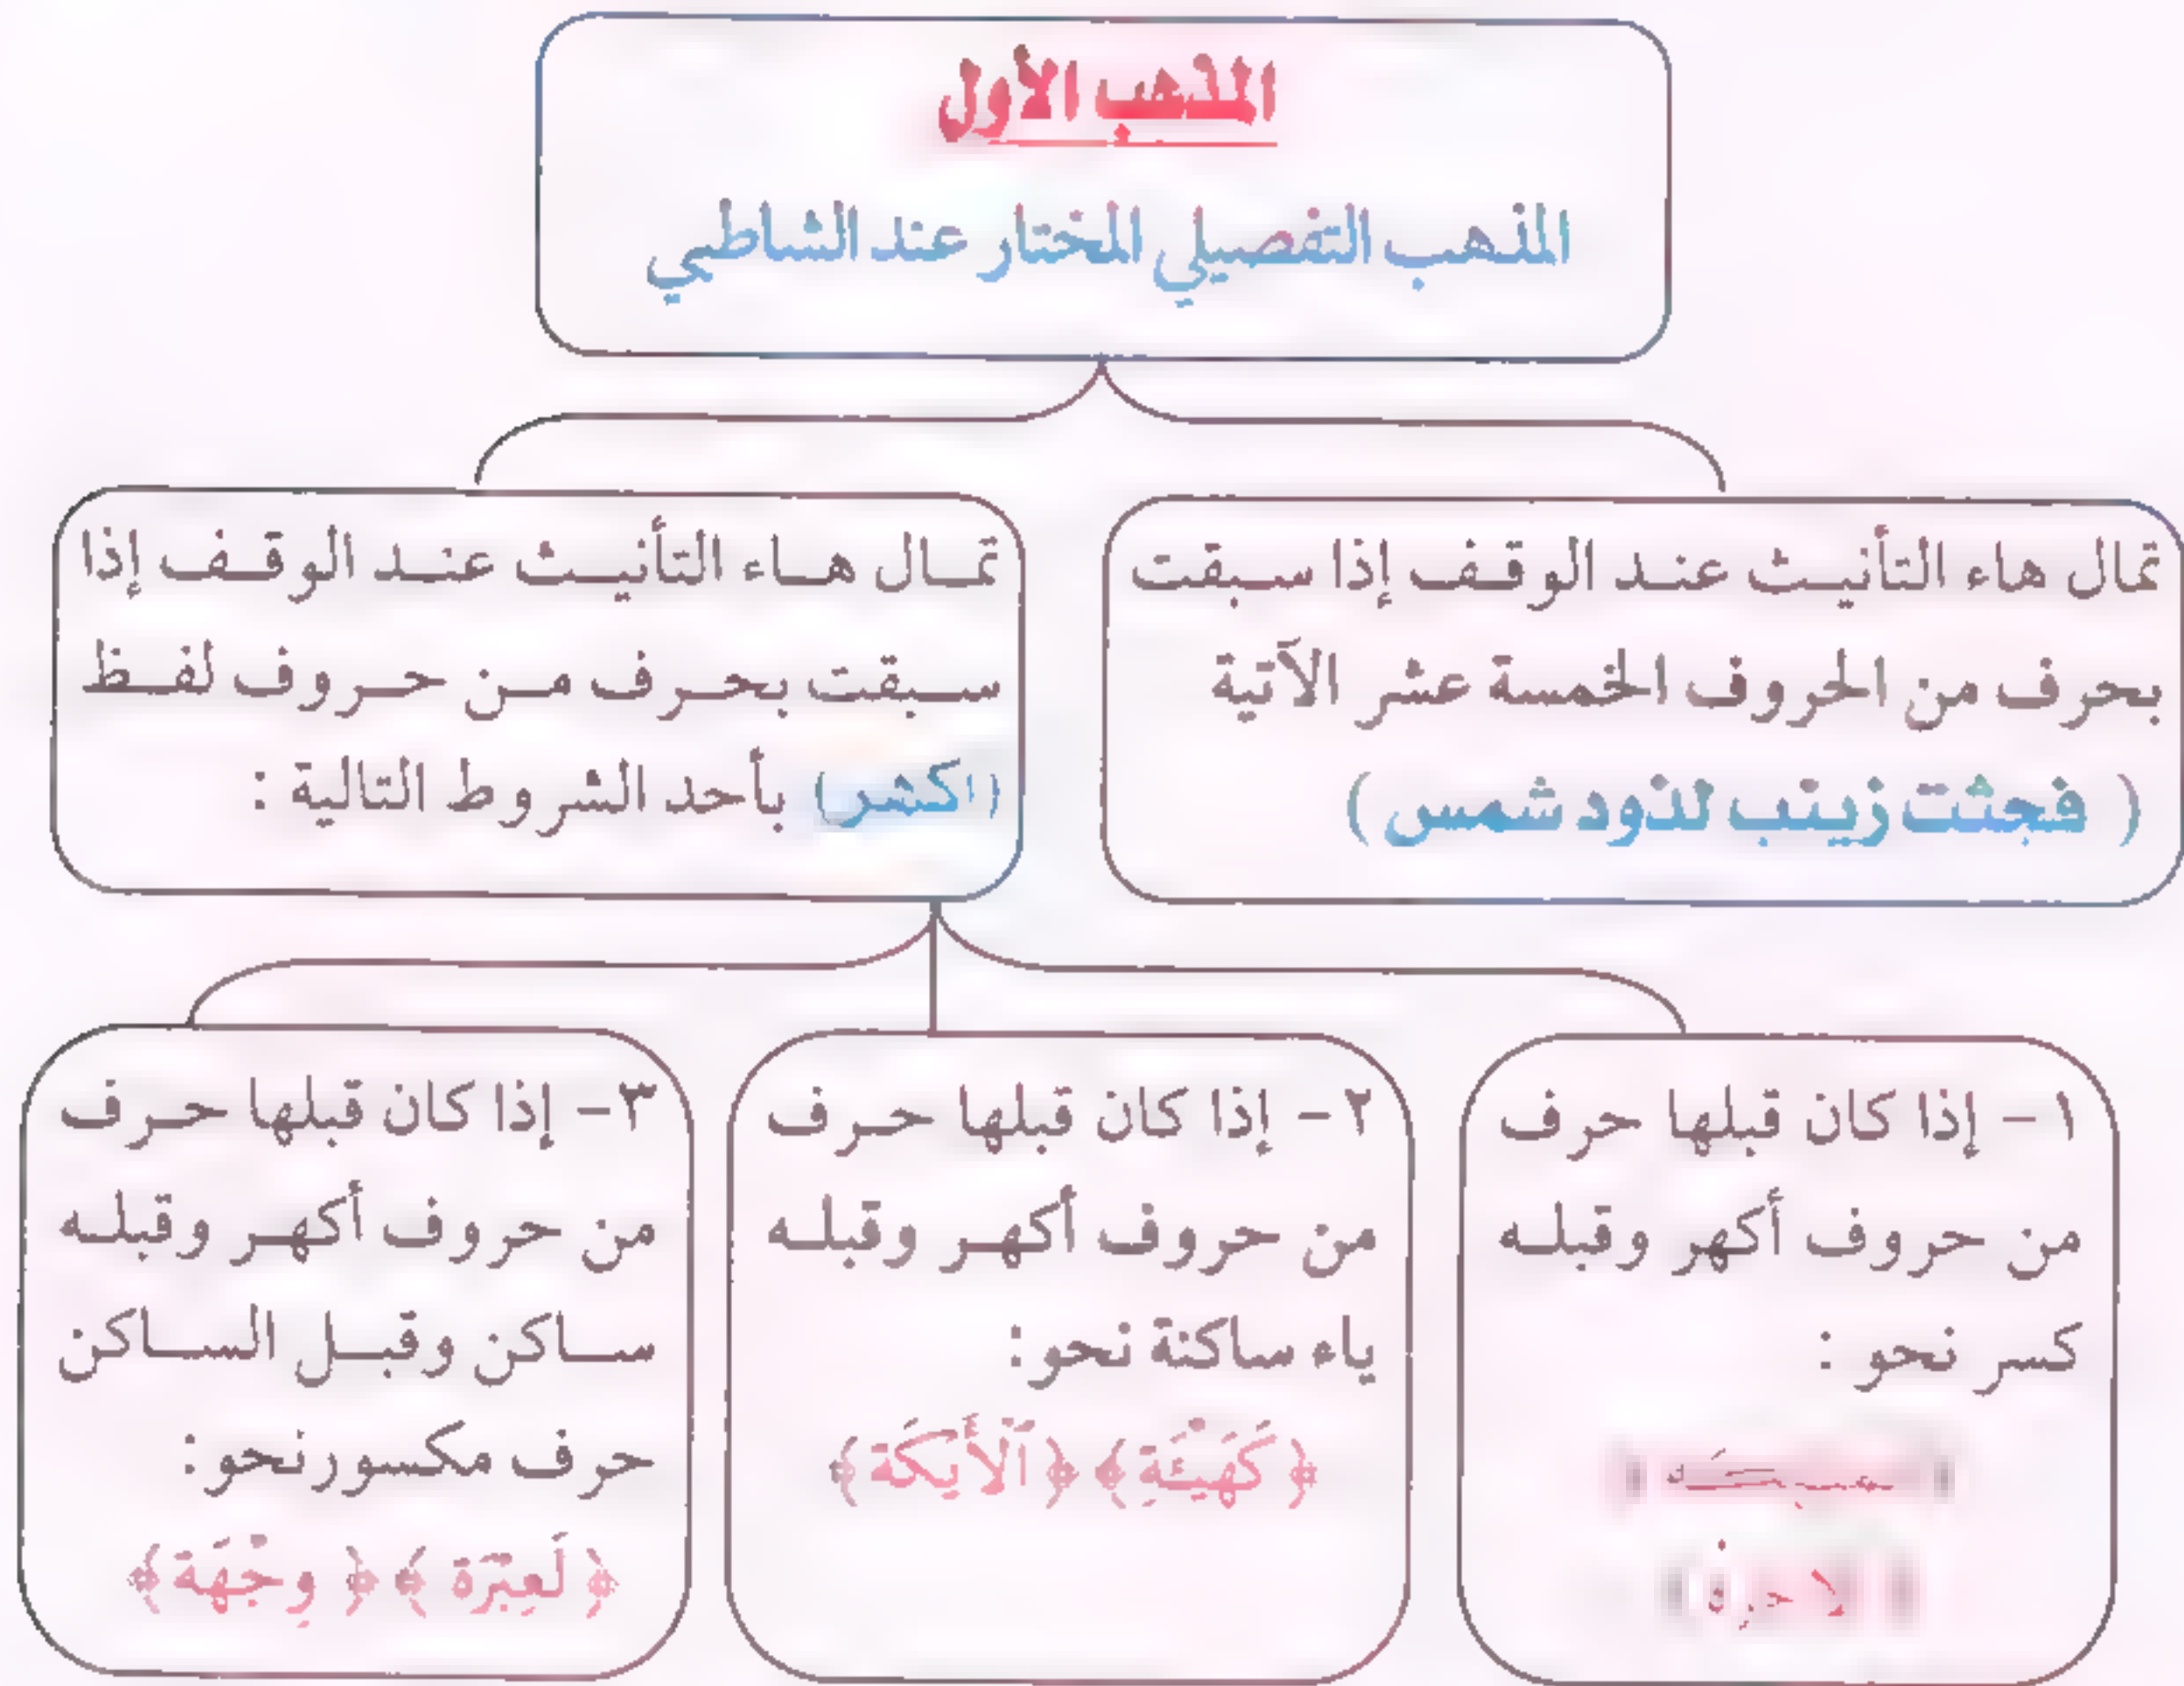 المذهب الأول
المذهب التفصيلي المختار عند الشاطبي
تمال هاء التأنيث عند الوقف إذا سبقت
بحرف من الحروف الخمسة عشر الآتية
( فجثت زينب لذود شمس )
تمال هاء التأنيث عند الوقف إذا
سبقت بحرف من حروف لفظ
بأحد الشروط التالية :
١ - إذا كان قبلها حرف
من حروف أكهر وقبله
كسر نحو :
٢ - إذا كان قبلها حرف
من حروف أكهر وقبله
ياء ساكنة نحو:
﴿ كَهَيْئَةِ ﴾ ﴿ ٱلْأَيْكَة ﴾
٣- إذا كان قبلها حرف
من حروف أكهر وقبله
ساكن وقبل الساكن
حرف مكسورنحو:
﴿ لَعِبْرَة ﴾ ﴿ وِجْهَة ﴾